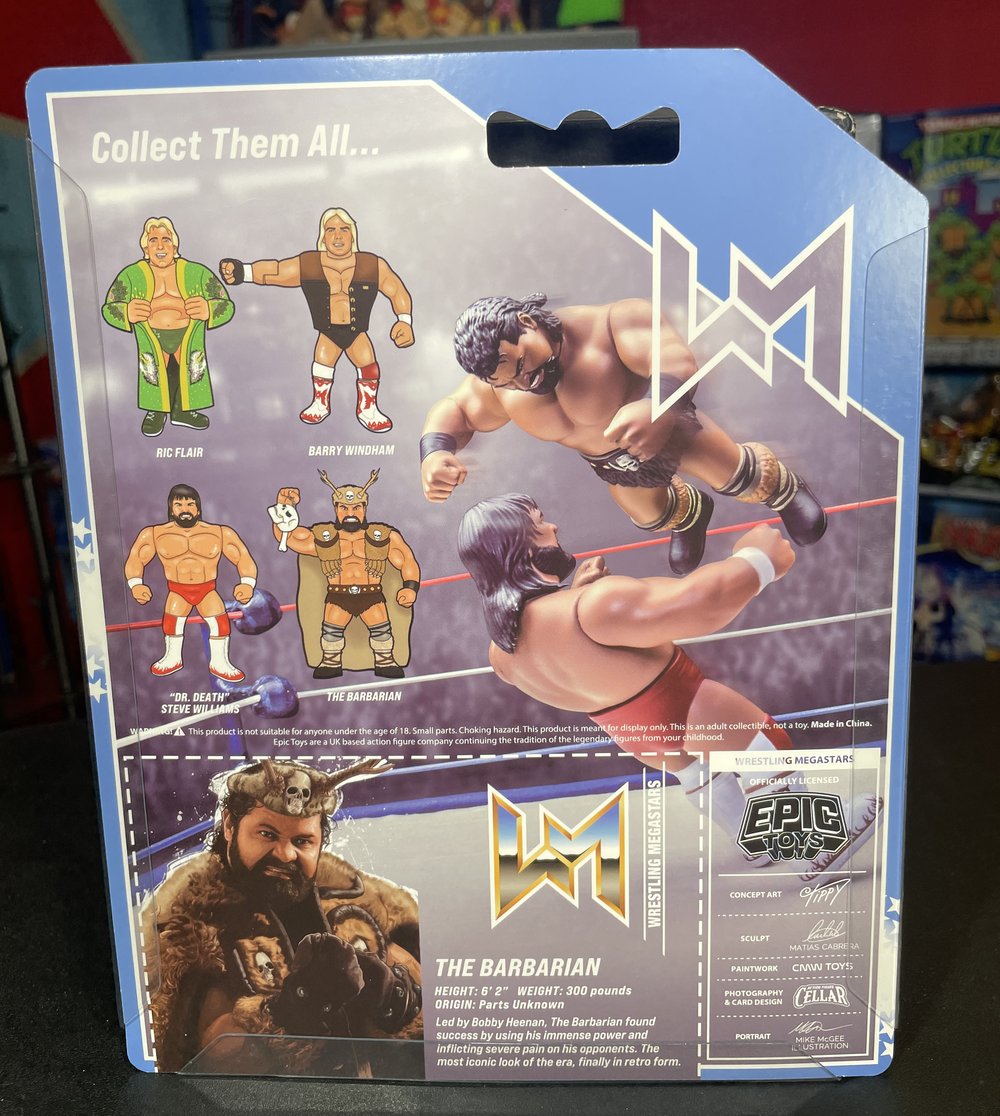 Collect Them All...
RIC FLAIR
BARRY WINDHAM
"DR. DEATH"
STEVE WILLIAMS
THE BARBARIAN
WARNING: This product is not suitable for anyone under the age of 18. Small parts. Choking hazard. This product is meant for display only. This is an adult collectible, not a toy. Made in China.
Epic Toys are a UK based action figure company continuing the tradition of the legendary figures from your childhood.
WRESTLING MEGASTARS
THE BARBARIAN
HEIGHT: 6' 2" WEIGHT: 300 pounds
ORIGIN: Parts Unknown
Led by Bobby Heenan, The Barbarian found
success by using his immense power and
inflicting severe pain on his opponents. The
most iconic look of the era, finally in retro form.
WRESTLING MEGASTARS
OFFICIALLY LICENSED
EPIC
TOYS
CONCEPT ART
SCULPT
MATIAS CABRERA
PAINTWORK CMW TOYS
PHOTOGRAPHY
& CARD DESIGN
CELLAR
PORTRAIT
MIKE McGEE
ILLUSTRATION